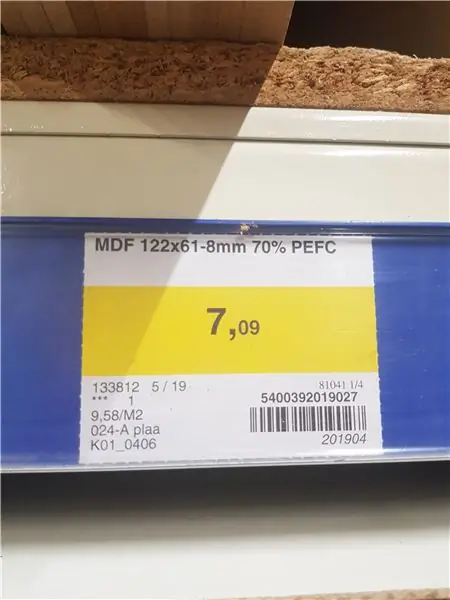 MDF 122x61-8mm 70% PEFC
7,09
133812 5 / 19
81041 1/4
*** 1
5400392019027
9,58/M2
024-A plaa
201904
K01_0406